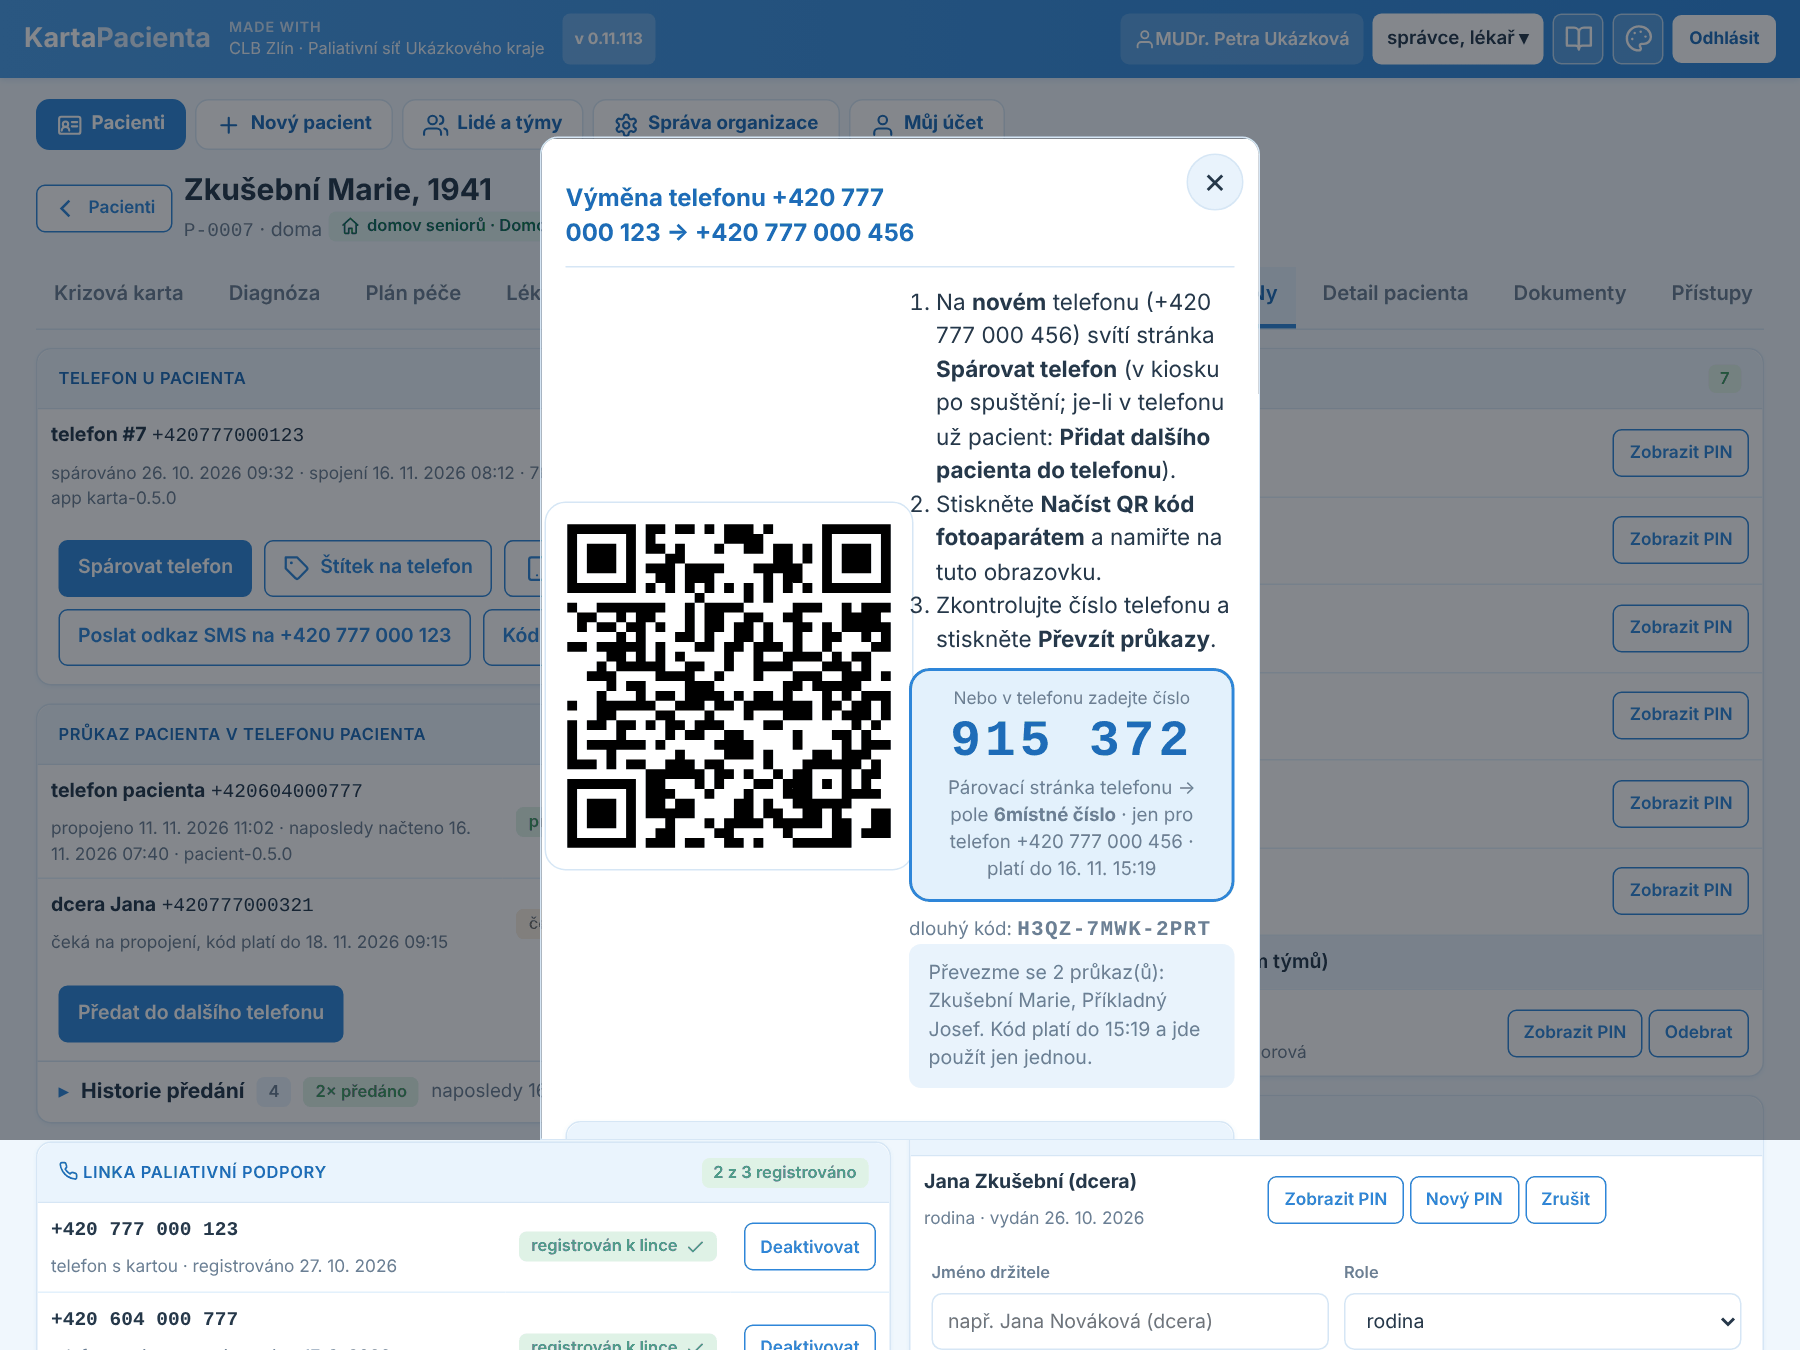 KartaPacienta
MADE WITH
CLB Zlín · Paliativní síť Ukázkového kraje
v 0.11.113
MUDr. Petra Ukázková
správce, lékař ▾
Odhlásit
Pacienti
Nový pacient
Lidé a týmy
Správa organizace
Můj účet
Pacienti
Zkušební Marie, 1941
P-0007 · doma
domov seniorů ·
Krizová karta
Diagnóza
Plán péče
Detail pacienta
Dokumenty
Přístupy
Výměna telefonu +420 777
000 123 → +420 777 000 456
1. Na novém telefonu (+420
777 000 456) svítí stránka
Spárovat telefon (v kiosku
po spuštění; je-li v telefonu
už pacient: Přidat dalšího
pacienta do telefonu).
2. Stiskněte Načíst QR kód
fotoaparátem a namiřte na
tuto obrazovku.
3. Zkontrolujte číslo telefonu a
stiskněte Převzít průkazy.
Nebo v telefonu zadejte číslo
915 372
Párovací stránka telefonu →
pole 6místné číslo · jen pro
telefon +420 777 000 456 ·
platí do 16. 11. 15:19
dlouhý kód: H3QZ-7MWK-2PRT
Převezme se 2 průkaz(ů):
Zkušební Marie, Příkladný
Josef. Kód platí do 15:19 a jde
použít jen jednou.
TELEFON U PACIENTA
telefon #7 +420777000123
spárováno 26. 10. 2026 09:32 · spojení 16. 11. 2026 08:12 ·
app karta-0.5.0
Spárovat telefon
Štítek na telefon
Poslat odkaz SMS na +420 777 000 123
Kód
PRŮKAZ PACIENTA V TELEFONU PACIENTA
telefon pacienta +420604000777
propojeno 11. 11. 2026 11:02 · naposledy načteno 16.
11. 2026 07:40 · pacient-0.5.0
dcera Jana +420777000321
čeká na propojení, kód platí do 18. 11. 2026 09:15
Předat do dalšího telefonu
▸ Historie předání
4
2× předáno
naposledy
7
Zobrazit PIN
Zobrazit PIN
Zobrazit PIN
Zobrazit PIN
Zobrazit PIN
Zobrazit PIN
týmů)
Zobrazit PIN
Odebrat
LINKA PALIATIVNÍ PODPORY
2 z 3 registrováno
+420 777 000 123
telefon s kartou · registrováno 27. 10. 2026
registrován k lince ✓
Deaktivovat
+420 604 000 777
registrován k lince ✓
Deaktivovat
Jana Zkušební (dcera)
rodina · vydán 26. 10. 2026
Zobrazit PIN
Nový PIN
Zrušit
Jméno držitele
např. Jana Nováková (dcera)
Role
rodina